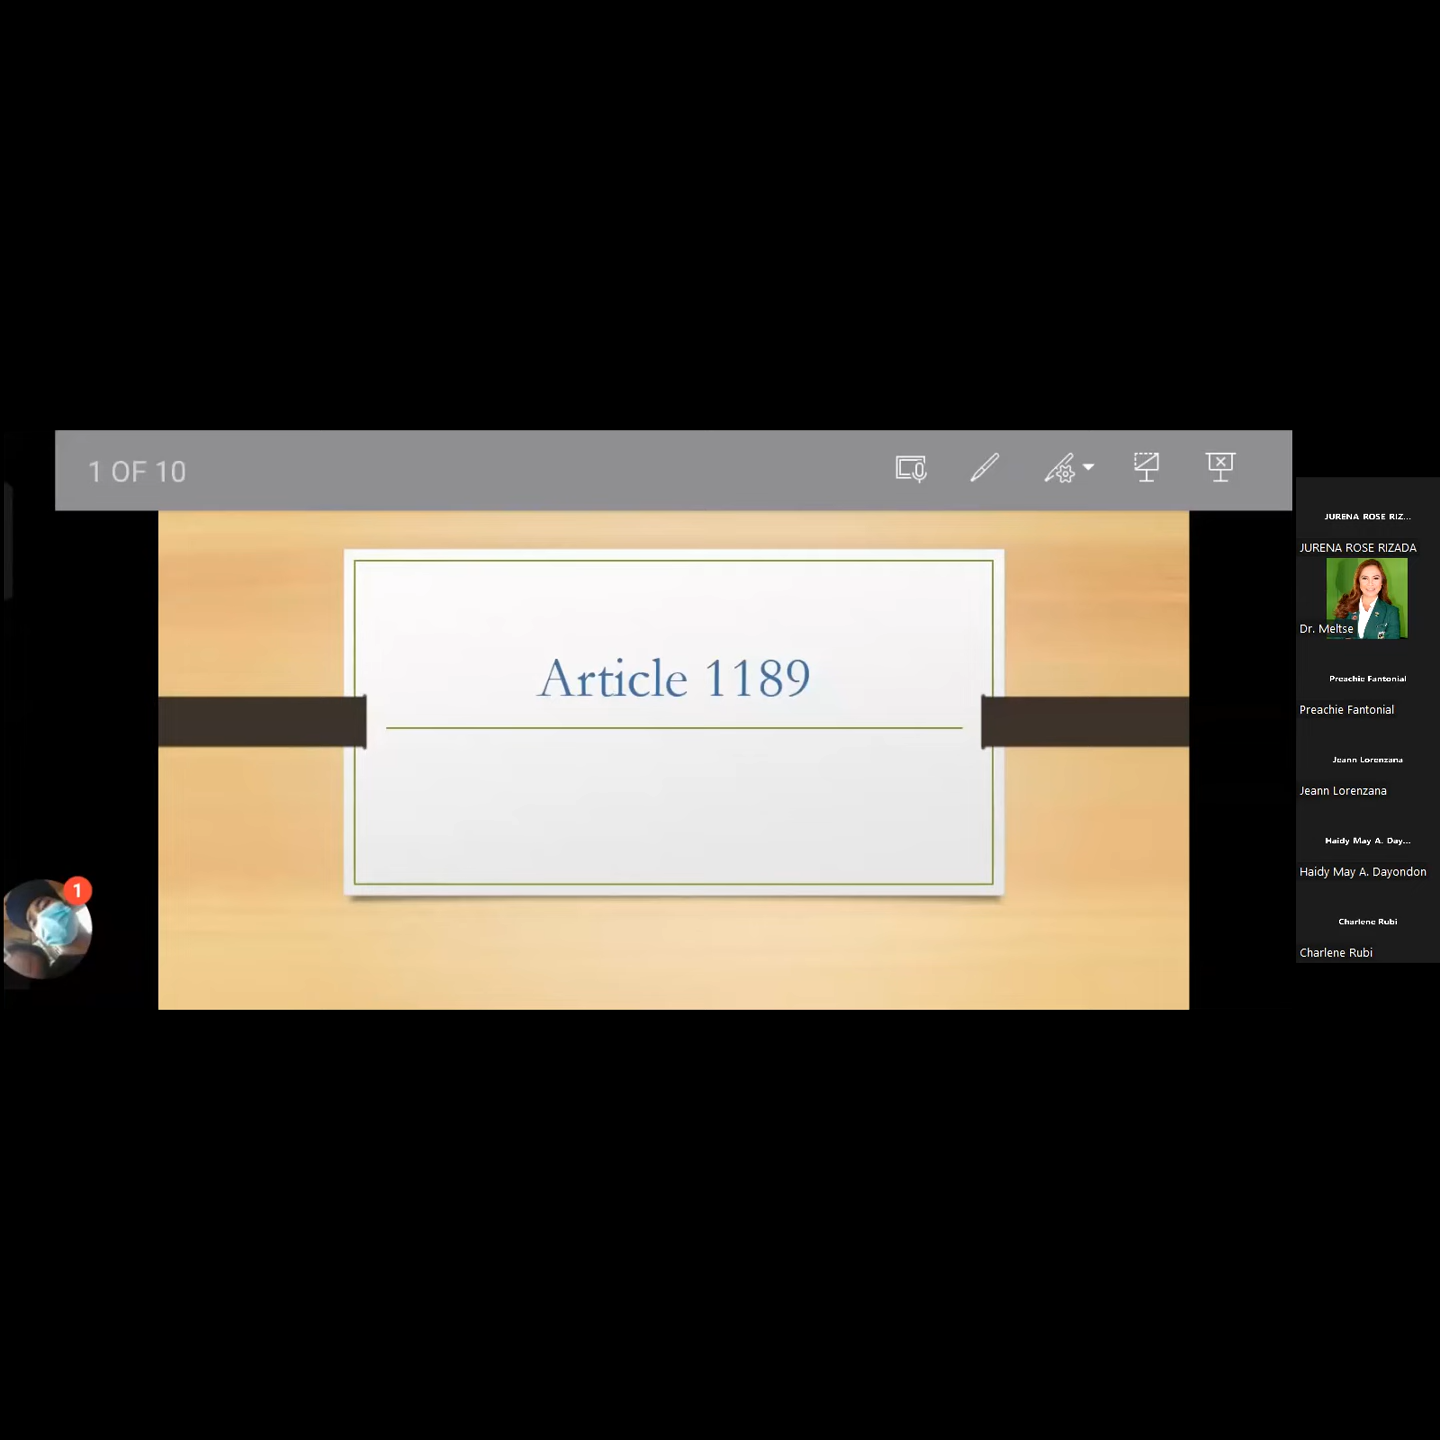 1 OF 10
Article 1189
1
JURENA ROSE RIZ...
JURENA ROSE RIZADA
Dr. Meltse
Preachie Fantonial
Preachie Fantonial
Jeann Lorenzana
Jeann Lorenzana
Haidy May A. Day...
Haidy May A. Dayondon
Charlene Rubi
Charlene Rubi